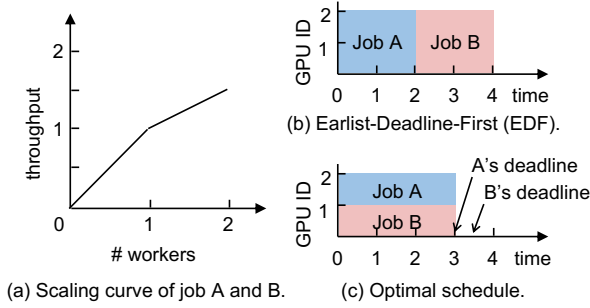 throughput
2
1
0
1
2
# workers
(a) Scaling curve of job A and B.
GPU ID
2
1
Job A
Job B
0
1
2
3
4
time
(b) Earlist-Deadline-First (EDF).
A's deadline
B's deadline
GPU ID
2
1
Job A
Job B
0
1
2
3
4
time
(c) Optimal schedule.